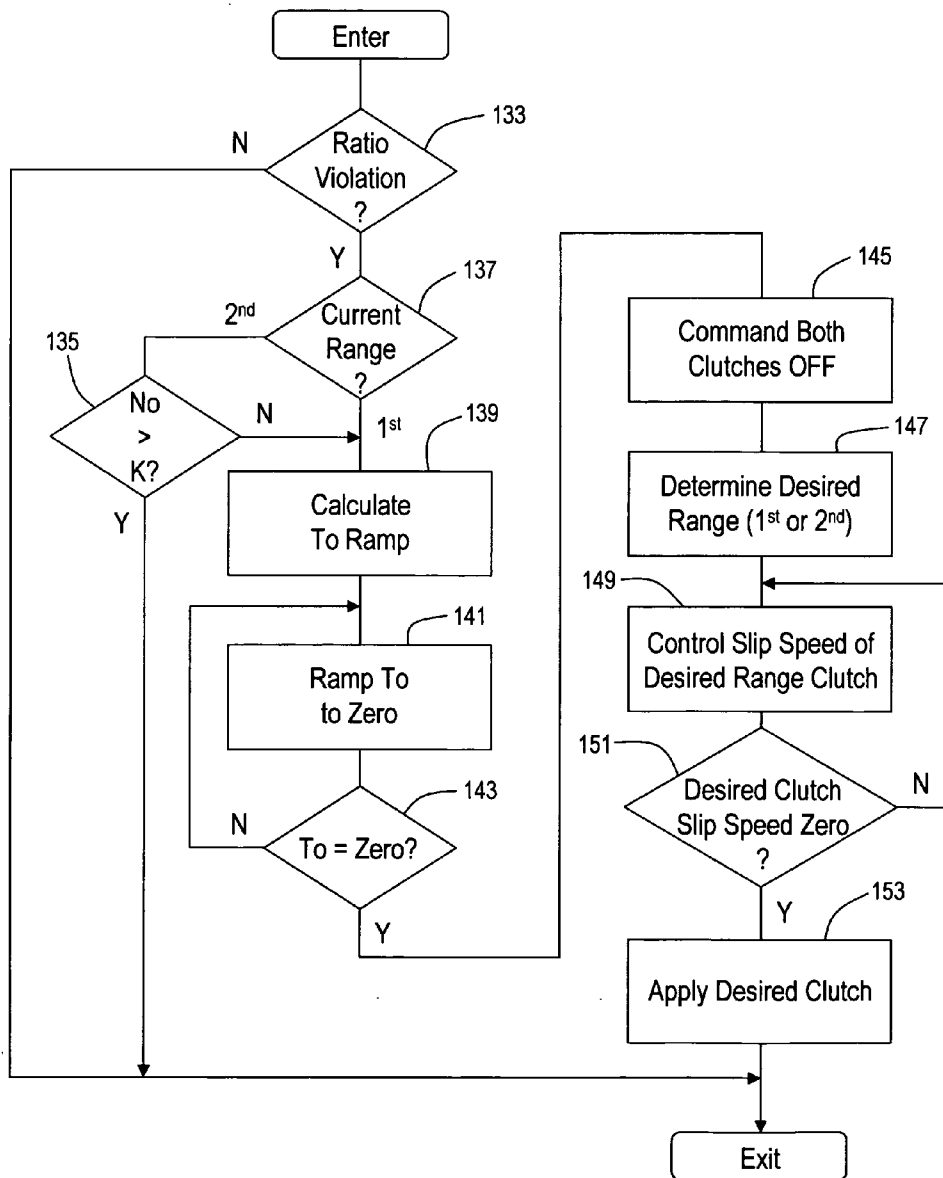 Enter
133
N
Ratio
Violation
?
Y
137
2nd
Current
Range
?
135
No
>
K?
N
1st
139
Y
Calculate
To Ramp
141
Ramp To
to Zero
143
N
To = Zero?
Y
145
Command Both
Clutches OFF
147
Determine Desired
Range (1st or 2nd)
149
Control Slip Speed of
Desired Range Clutch
151
N
Desired Clutch
Slip Speed Zero
?
Y
153
Apply Desired Clutch
Exit